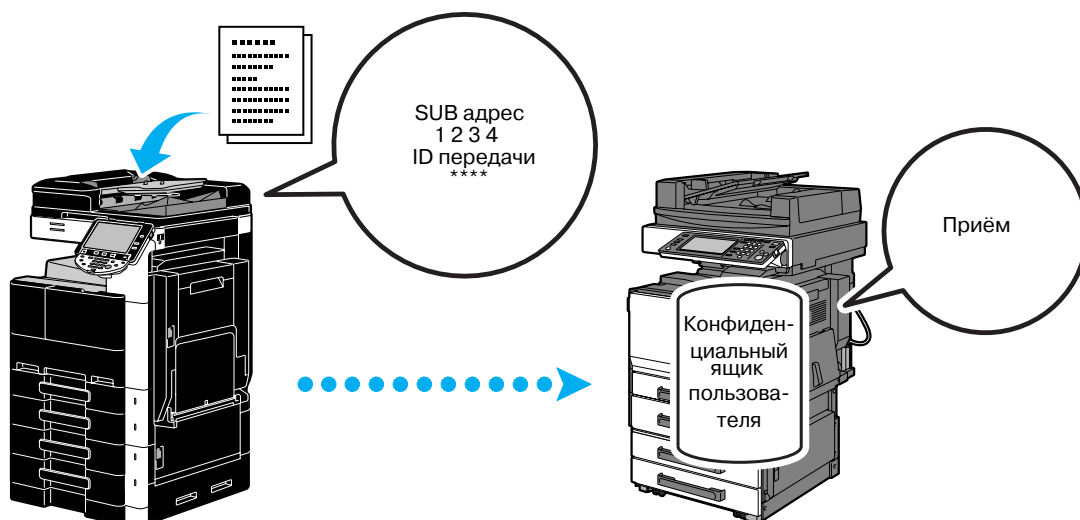 SUB адрес
1 2 3 4
ID передачи
****
Приём
Конфиден-
циальный
ящик
пользова-
теля